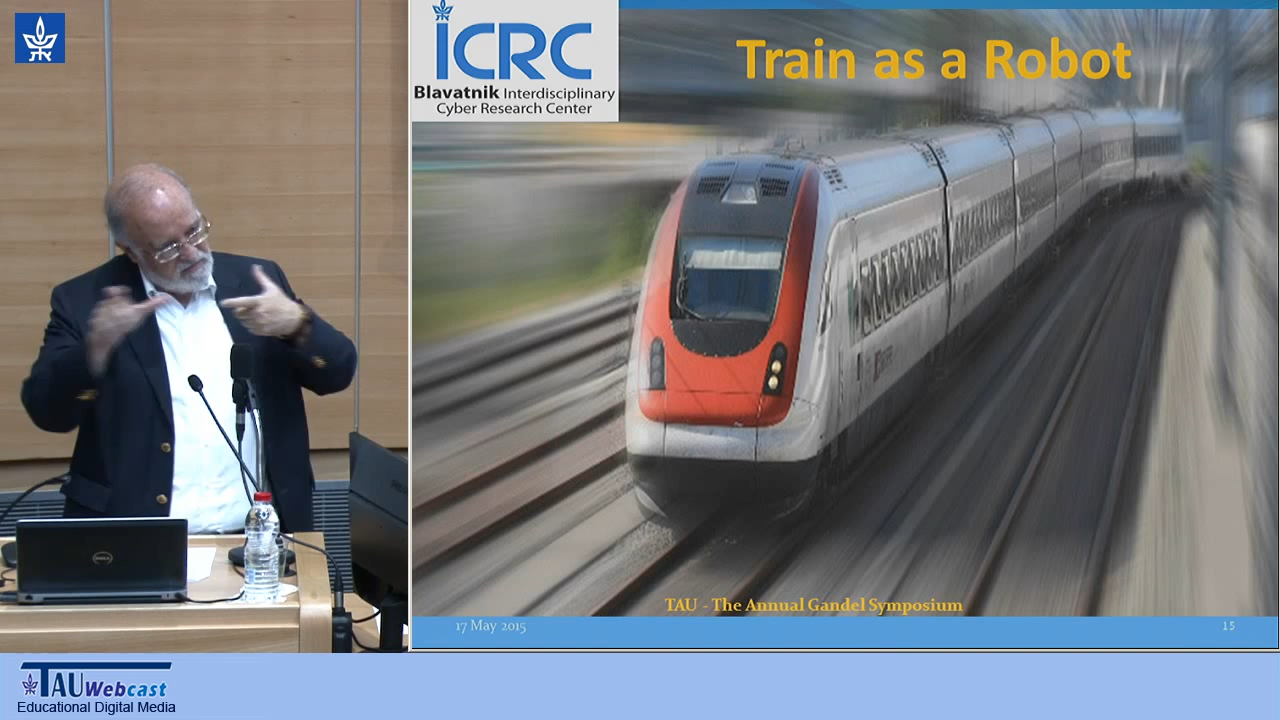 ICRC
Blavatnik Interdisciplinary
Cyber Research Center
Train as a Robot
TAU - The Annual Gandel Symposium
17 May 2015
15
DELL
TAU Webcast
Educational Digital Media